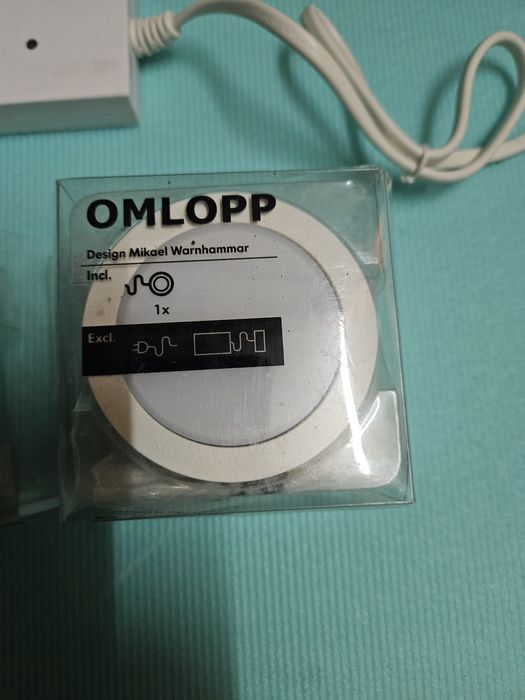 OMLOPP
Design Mikael Warnhammar
Incl.
1x
Excl.